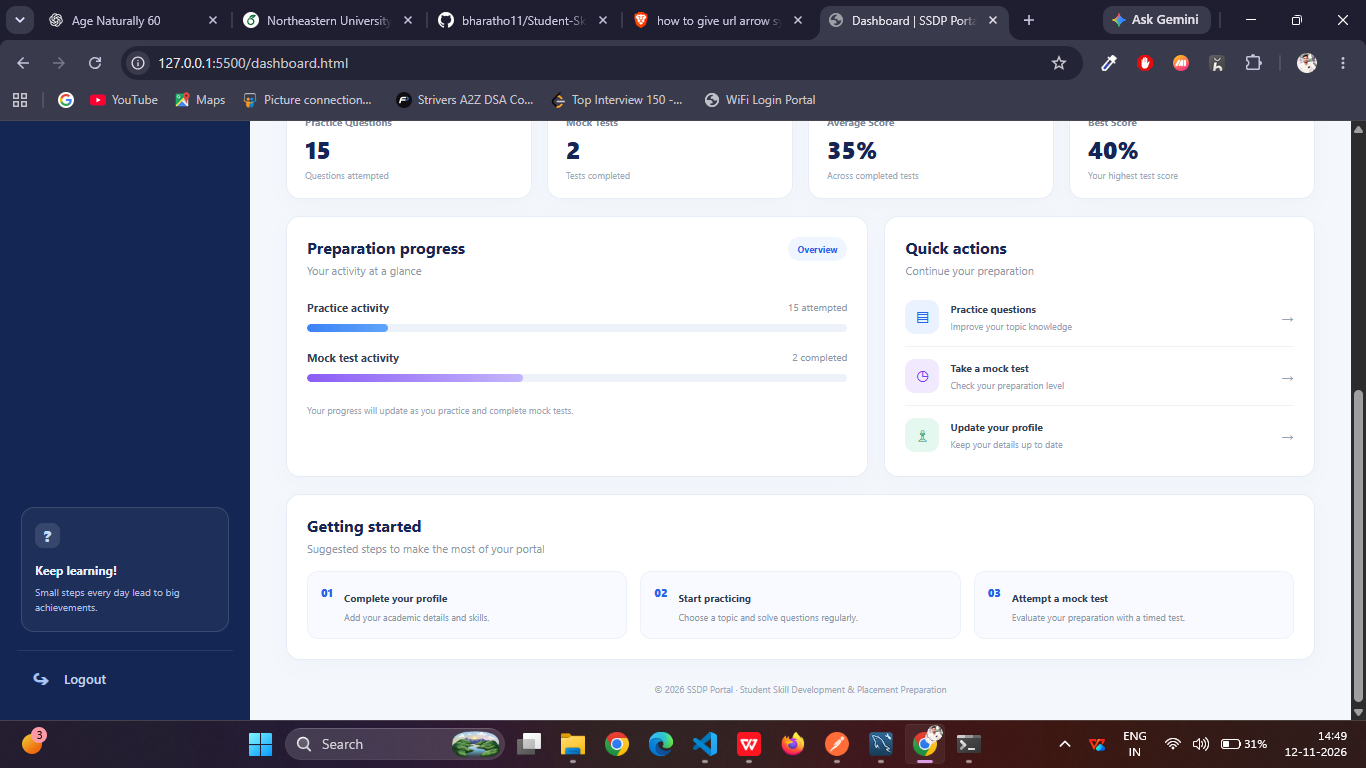 Age Naturally 60
Northeastern University
bharatho11/Student-Sk
how to give url arrow s
Dashboard | SSDP Porta
Ask Gemini
127.0.0.1:5500/dashboard.html
YouTube
Maps
Picture connection...
Strivers A2Z DSA Co...
Top Interview 150 -...
WiFi Login Portal
Practice Questions
15
Questions attempted
Mock Tests
2
Tests completed
Average Score
35%
Across completed tests
Best Score
40%
Your highest test score
Preparation progress
Overview
Your activity at a glance
Practice activity
15 attempted
Mock test activity
2 completed
Your progress will update as you practice and complete mock tests.
Quick actions
Continue your preparation
Practice questions
Improve your topic knowledge
→
Take a mock test
Check your preparation level
→
Update your profile
Keep your details up to date
→
Getting started
Suggested steps to make the most of your portal
01 Complete your profile
Add your academic details and skills.
02 Start practicing
Choose a topic and solve questions regularly.
03 Attempt a mock test
Evaluate your preparation with a timed test.
© 2026 SSDP Portal · Student Skill Development & Placement Preparation
?
Keep learning!
Small steps every day lead to big
achievements.
Logout
3
Search
ENG
IN
31%
14:49
12-11-2026